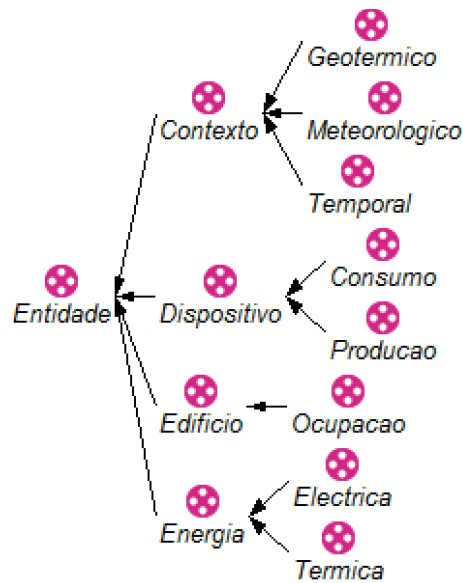 Geotermico
Contexto
Meteorologico
Temporal
Consumo
Entidade
Dispositivo
Producao
Edificio
Ocupacao
Electrica
Energia
Termica